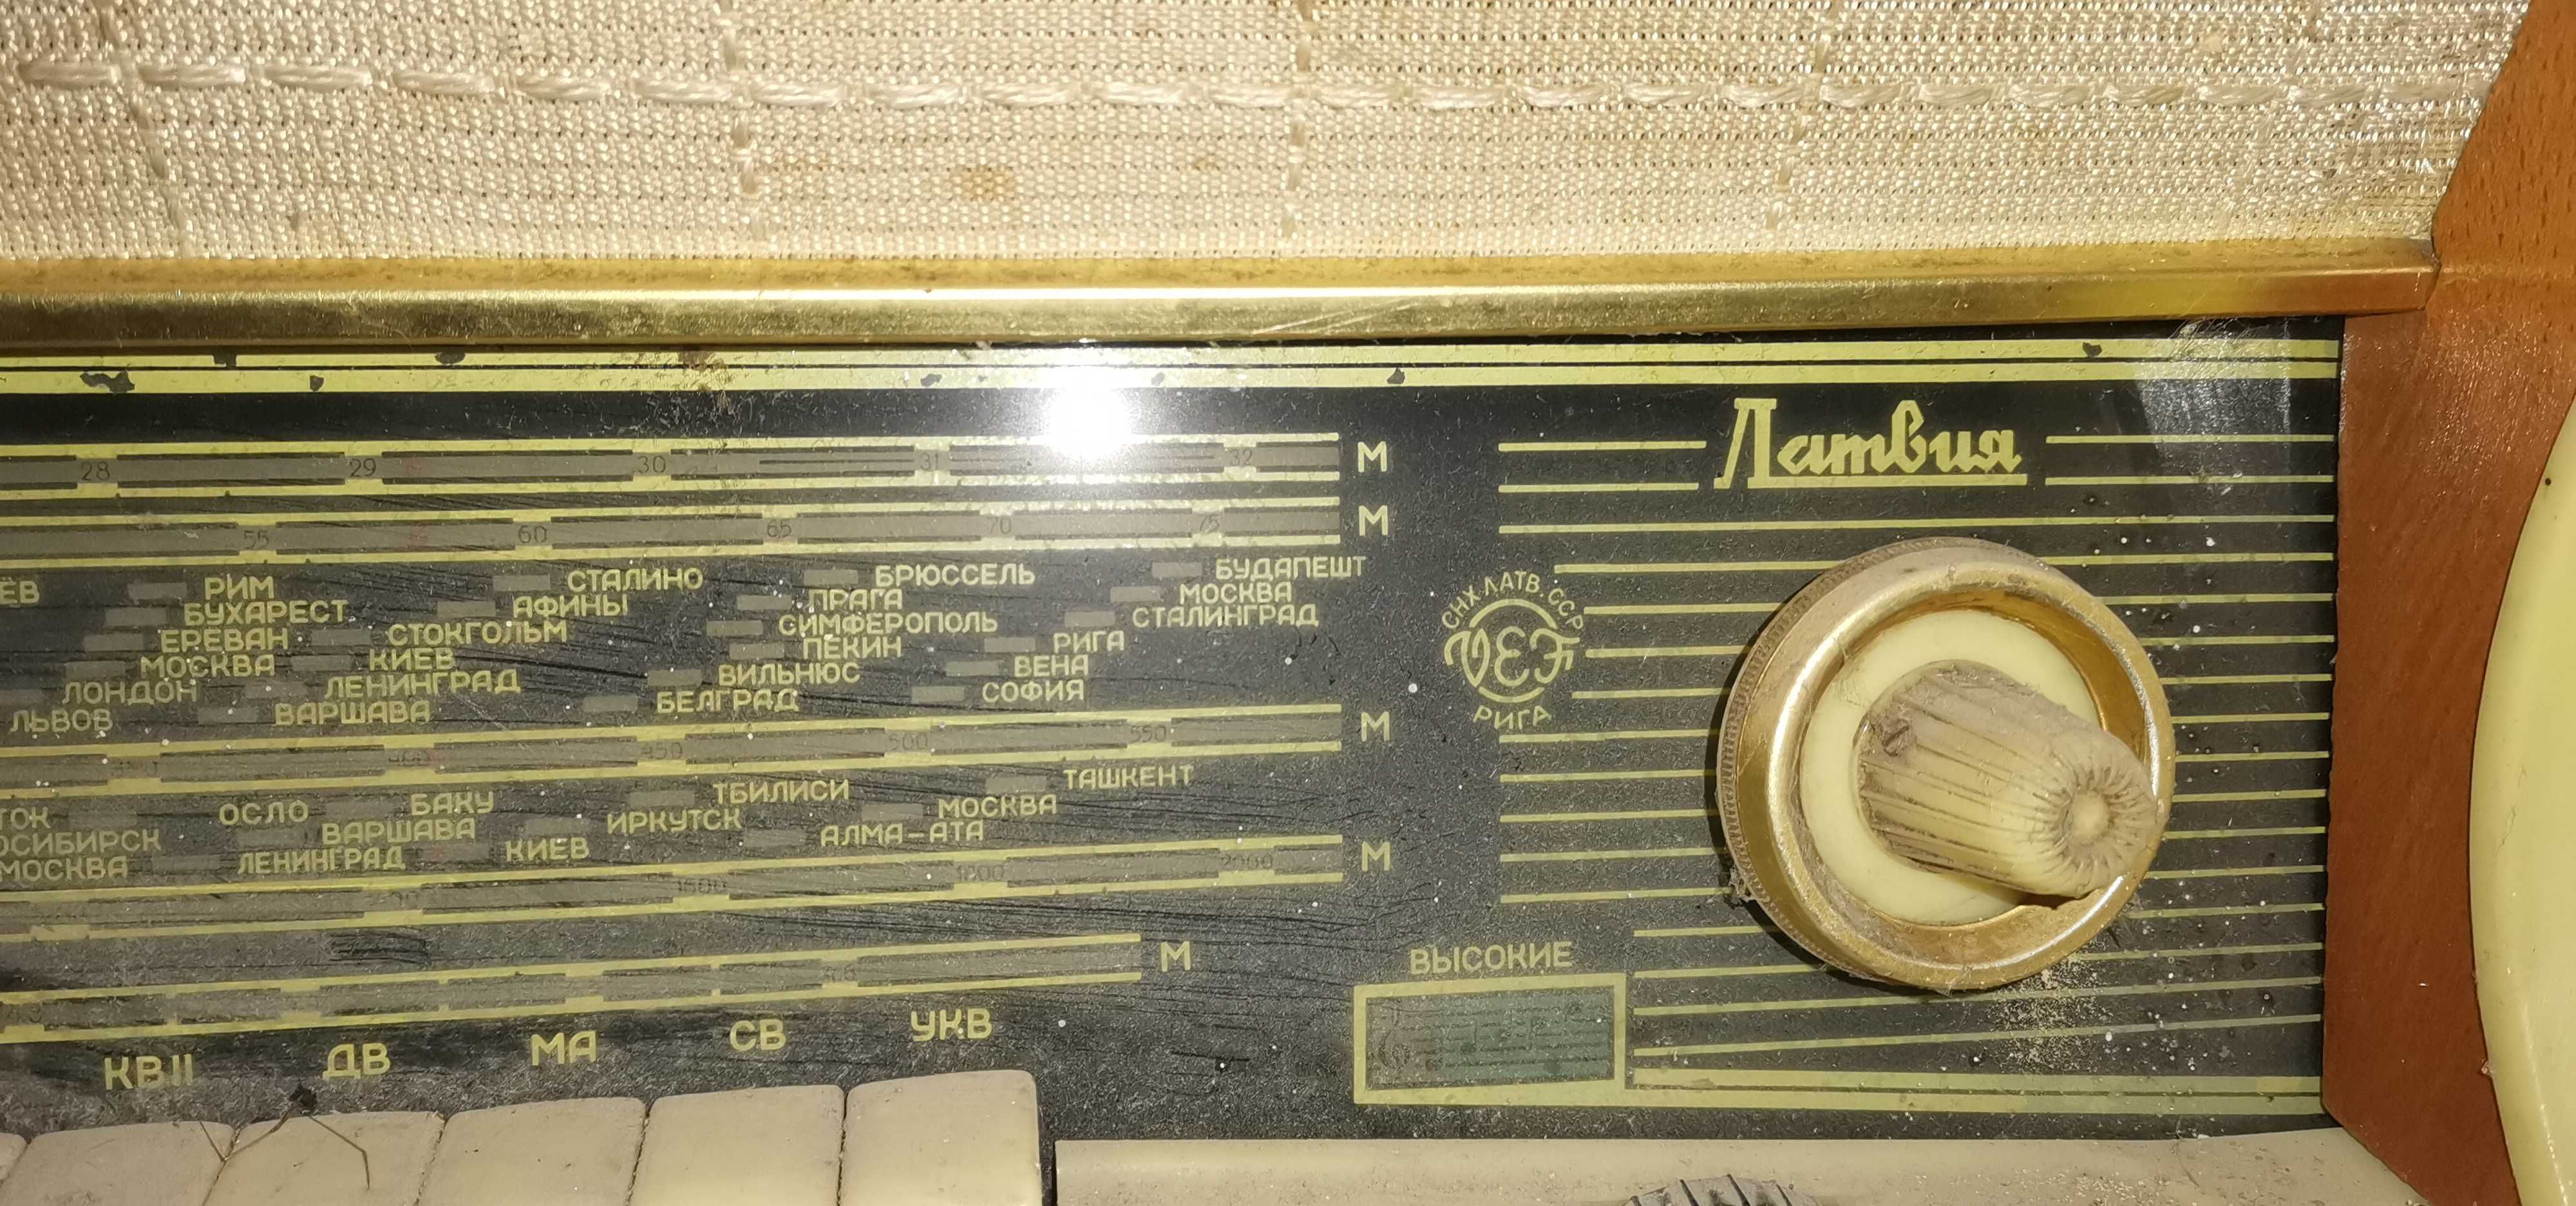 28 29 30 31 32 М
Латвия
55 60 65 70 75 М
РИМ СТАЛИНО БРЮССЕЛЬ БУДАПЕШТ
БУХАРЕСТ АФИНЫ ПРАГА МОСКВА
ЕРЕВАН СТОКГОЛЬМ СИМФЕРОПОЛЬ СТАЛИНГРАД
МОСКВА КИЕВ ПЕКИН РИГА
ЛОНДОН ЛЕНИНГРАД ВИЛЬНЮС ВЕНА
ЛЬВОВ ВАРШАВА БЕЛГРАД СОФИЯ
СНХ ЛАТВ. ССР
VEF
РИГА
500 550 М
ОСЛО БАКУ ТБИЛИСИ ТАШКЕНТ
ВАРШАВА ИРКУТСК МОСКВА
МОСКВА ЛЕНИНГРАД КИЕВ АЛМА-АТА
2000 М
М
ВЫСОКИЕ
КВII ДВ МА СВ УКВ